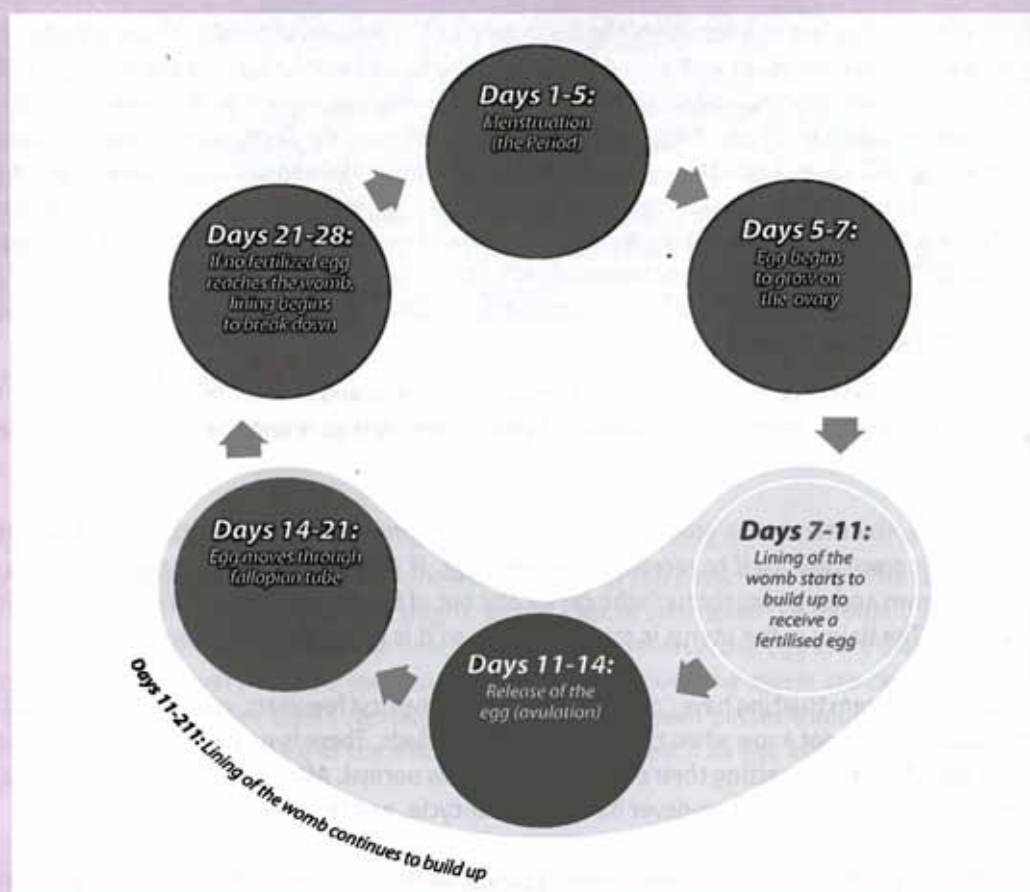 Days 1-5:
Menstruation
(the Period)
Days 5-7:
Egg begins
to grow on
the ovary
Days 7-11:
Lining of the
womb starts to
build up to
receive a
fertilised egg
Days 11-14:
Release of the
egg (ovulation)
Days 14-21:
Egg moves through
fallopian tube
Days 21-28:
If no fertilized egg
reaches the womb,
lining begins
to break down
Days 11-211: Lining of the womb continues to build up